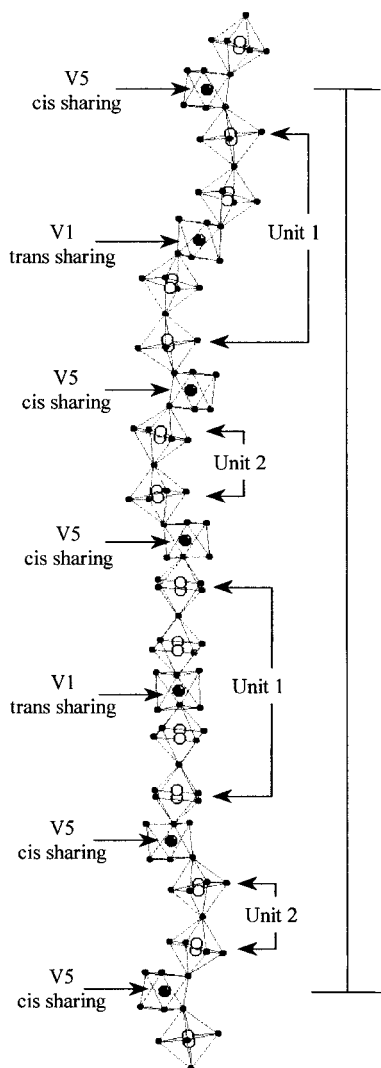 V5
cis sharing
Unit 1
V1
trans sharing
V5
cis sharing
Unit 2
V5
cis sharing
Unit 1
V1
trans sharing
V5
cis sharing
Unit 2
V5
cis sharing